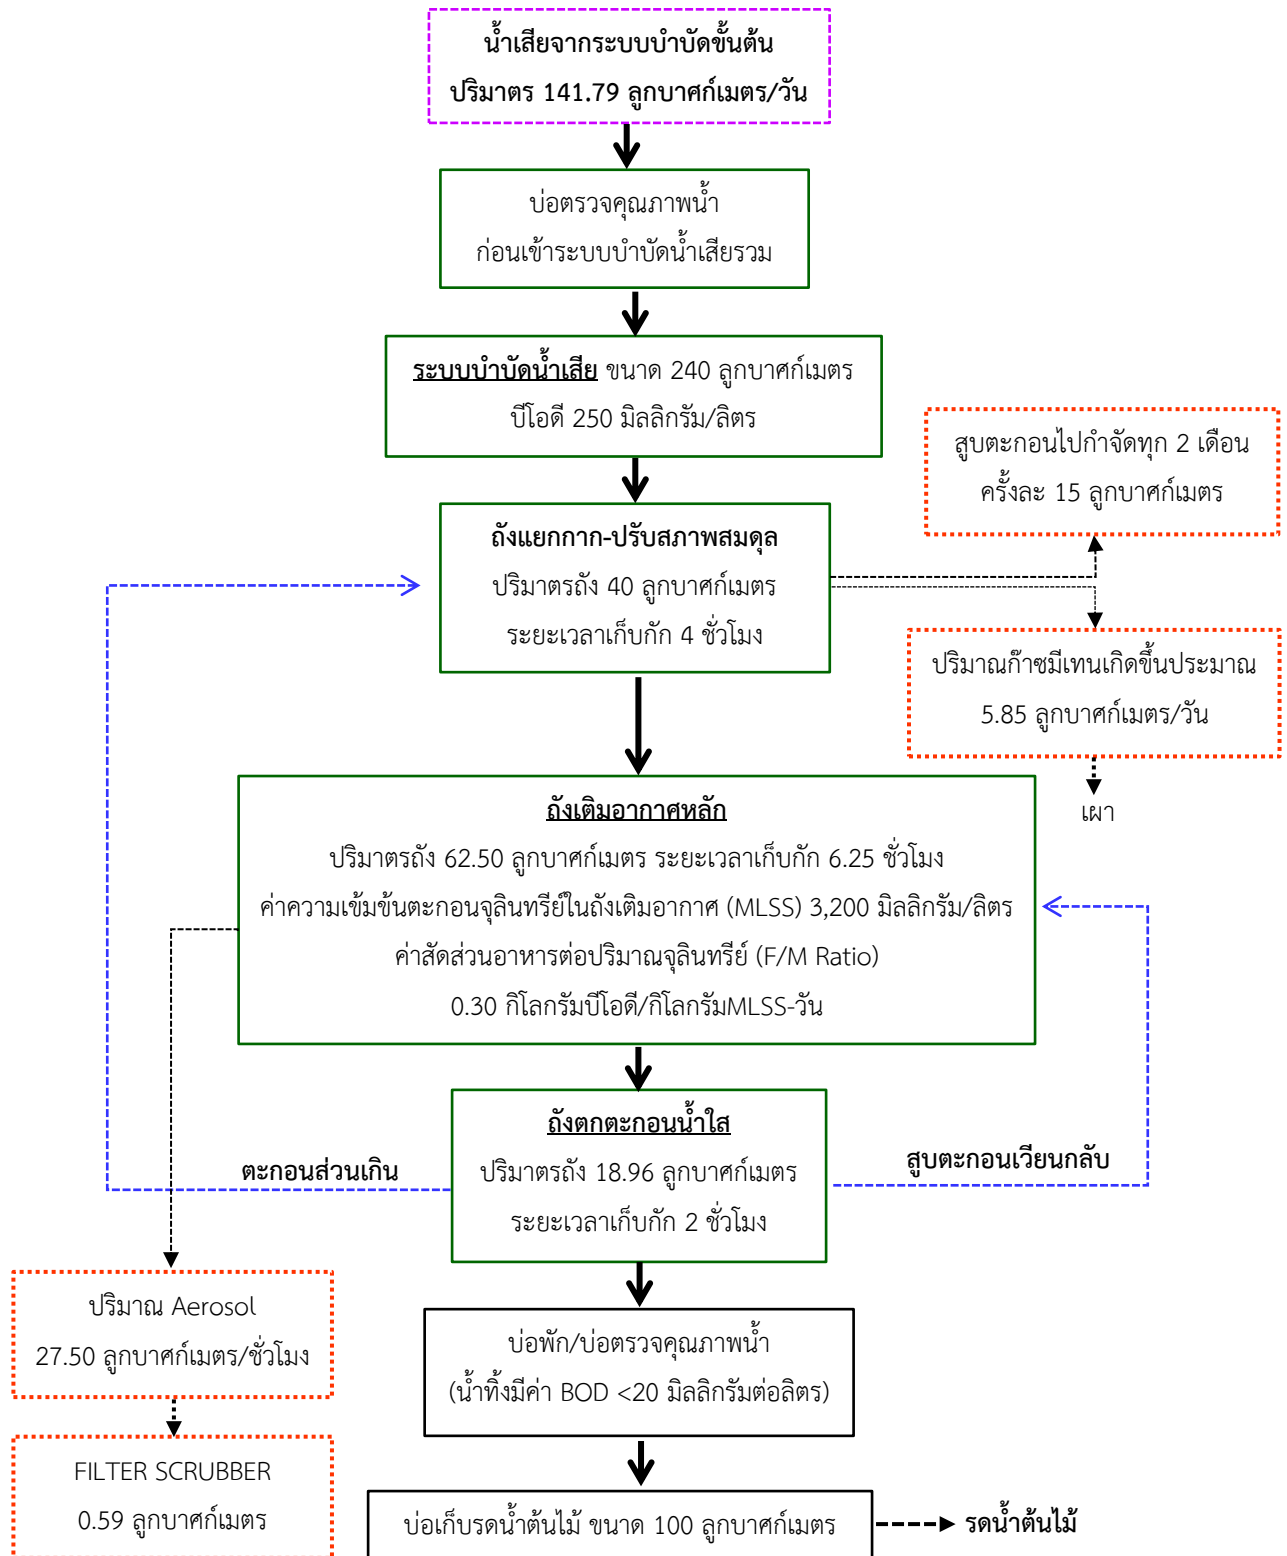 น้ำเสียจากระบบบำบัดขั้นต้น
ปริมาตร 141.79 ลูกบาศก์เมตร/วัน
บ่อตรวจคุณภาพน้ำ
ก่อนเข้าระบบบำบัดน้ำเสียรวม
ระบบบำบัดน้ำเสีย ขนาด 240 ลูกบาศก์เมตร
บีโอดี 250 มิลลิกรัม/ลิตร
สูบตะกอนไปกำจัดทุก 2 เดือน
ครั้งละ 15 ลูกบาศก์เมตร
ถังแยกกาก-ปรับสภาพสมดุล
ปริมาตรถัง 40 ลูกบาศก์เมตร
ระยะเวลาเก็บกัก 4 ชั่วโมง
ปริมาณก๊าซมีเทนเกิดขึ้นประมาณ
5.85 ลูกบาศก์เมตร/วัน
เผา
ถังเติมอากาศหลัก
ปริมาตรถัง 62.50 ลูกบาศก์เมตร ระยะเวลาเก็บกัก 6.25 ชั่วโมง
ค่าความเข้มข้นตะกอนจุลินทรีย์ในถังเติมอากาศ (MLSS) 3,200 มิลลิกรัม/ลิตร
ค่าสัดส่วนอาหารต่อปริมาณจุลินทรีย์ (F/M Ratio)
0.30 กิโลกรัมบีโอดี/กิโลกรัมMLSS-วัน
ถังตกตะกอนน้ำใส
ปริมาตรถัง 18.96 ลูกบาศก์เมตร
ระยะเวลาเก็บกัก 2 ชั่วโมง
ตะกอนส่วนเกิน
สูบตะกอนเวียนกลับ
ปริมาณ Aerosol
27.50 ลูกบาศก์เมตร/ชั่วโมง
บ่อพัก/บ่อตรวจคุณภาพน้ำ
(น้ำทิ้งมีค่า BOD <20 มิลลิกรัมต่อลิตร)
FILTER SCRUBBER
0.59 ลูกบาศก์เมตร
บ่อเก็บรดน้ำต้นไม้ ขนาด 100 ลูกบาศก์เมตร
รดน้ำต้นไม้